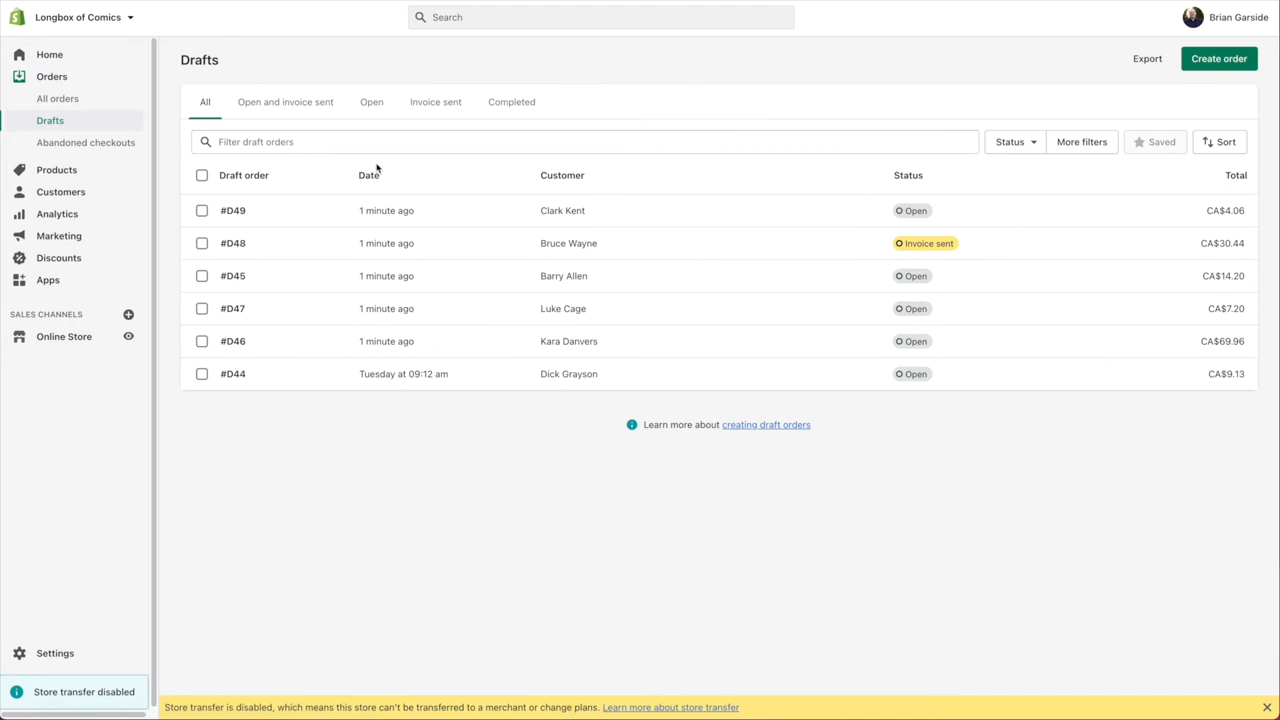 Longbox of Comics
Search
Brian Garside
Home
Orders
All orders
Drafts
Abandoned checkouts
Products
Customers
Analytics
Marketing
Discounts
Apps
SALES CHANNELS
Online Store
Settings
Store transfer disabled
Drafts
Export
Create order
All
Open and invoice sent
Open
Invoice sent
Completed
Filter draft orders
Status
More filters
Saved
Sort
Draft order Date Customer Status Total
#D49 1 minute ago Clark Kent Open CA$4.06
#D48 1 minute ago Bruce Wayne Invoice sent CA$30.44
#D45 1 minute ago Barry Allen Open CA$14.20
#D47 1 minute ago Luke Cage Open CA$7.20
#D46 1 minute ago Kara Danvers Open CA$69.96
#D44 Tuesday at 09:12 am Dick Grayson Open CA$9.13
Learn more about creating draft orders
Store transfer is disabled, which means this store can't be transferred to a merchant or change plans. Learn more about store transfer